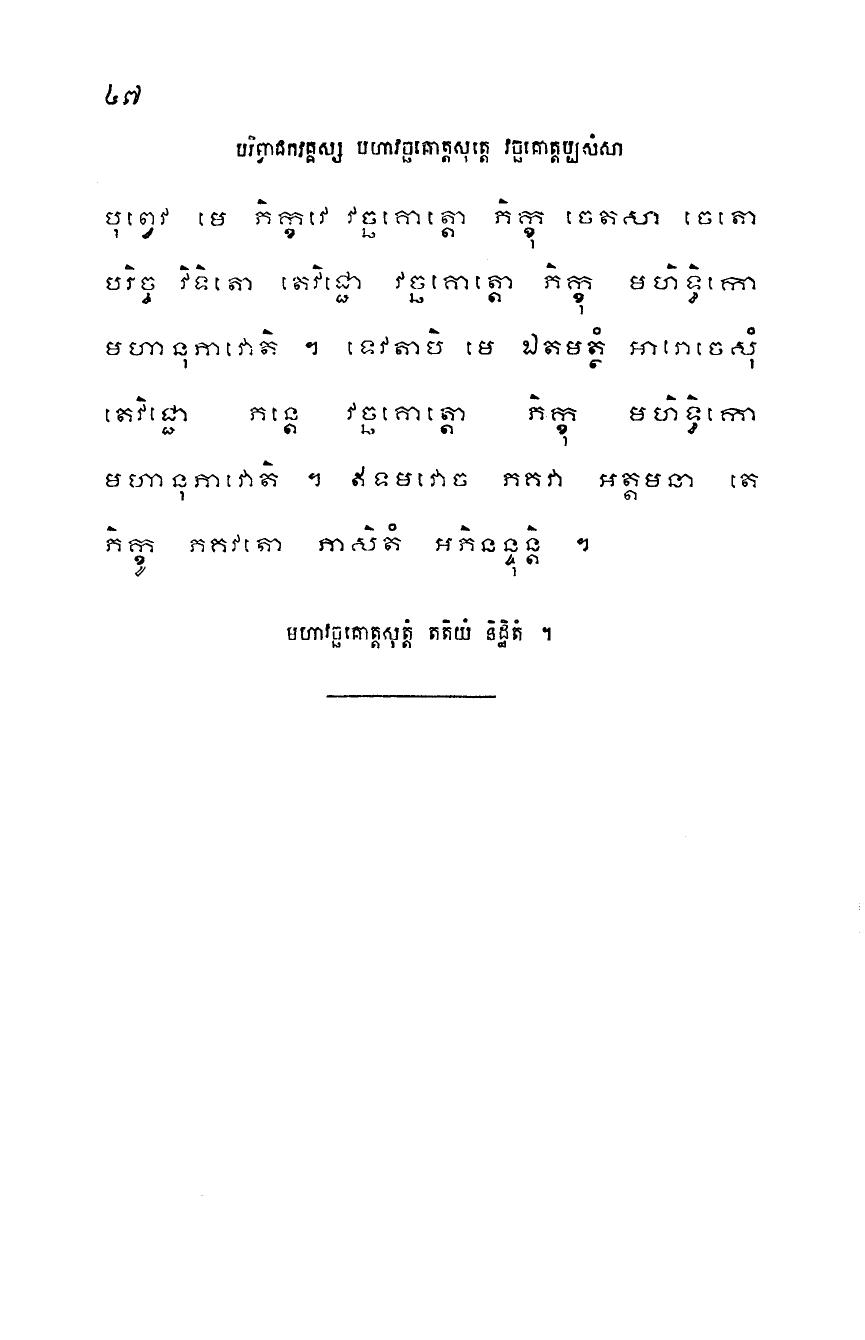 ៤៧
បរិព្វាជកវគ្គស្ស មហាវច្ឆគោត្តសុត្តេ វច្ឆគោត្តប្បសំសា
បុព្វេវ មេ ភិក្ខវេ វច្ឆគោត្តោ ភិក្ខុ ចេតសា ចេតោ
បរិច្ច វិទិតោ តេវិជ្ជោ វច្ឆគោត្តោ ភិក្ខុ មហិទ្ធិកោ
មហានុភាវោតិ ។ ទេវតាបិ មេ ឯតមត្ថំ អារោចេសុំ
តេវិជ្ជោ ភន្តេ វច្ឆគោត្តោ ភិក្ខុ មហិទ្ធិកោ
មហានុភាវោតិ ។ ឥទមវោច ភគវា អត្តមនា តេ
ភិក្ខូ ភគវតោ ភាសិតំ អភិនន្ទុន្តិ ។
មហាវច្ឆគោត្តសុត្តំ តតិយំ និដ្ឋិតំ ។